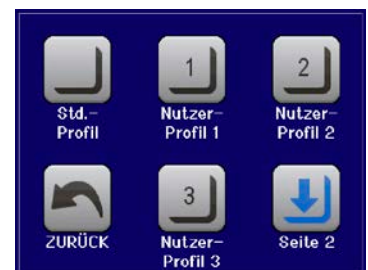 Std.-
Profil
1
Nutzer-
Profil 1
2
Nutzer-
Profil 2
ZURÜCK
3
Nutzer-
Profil 3
Seite 2